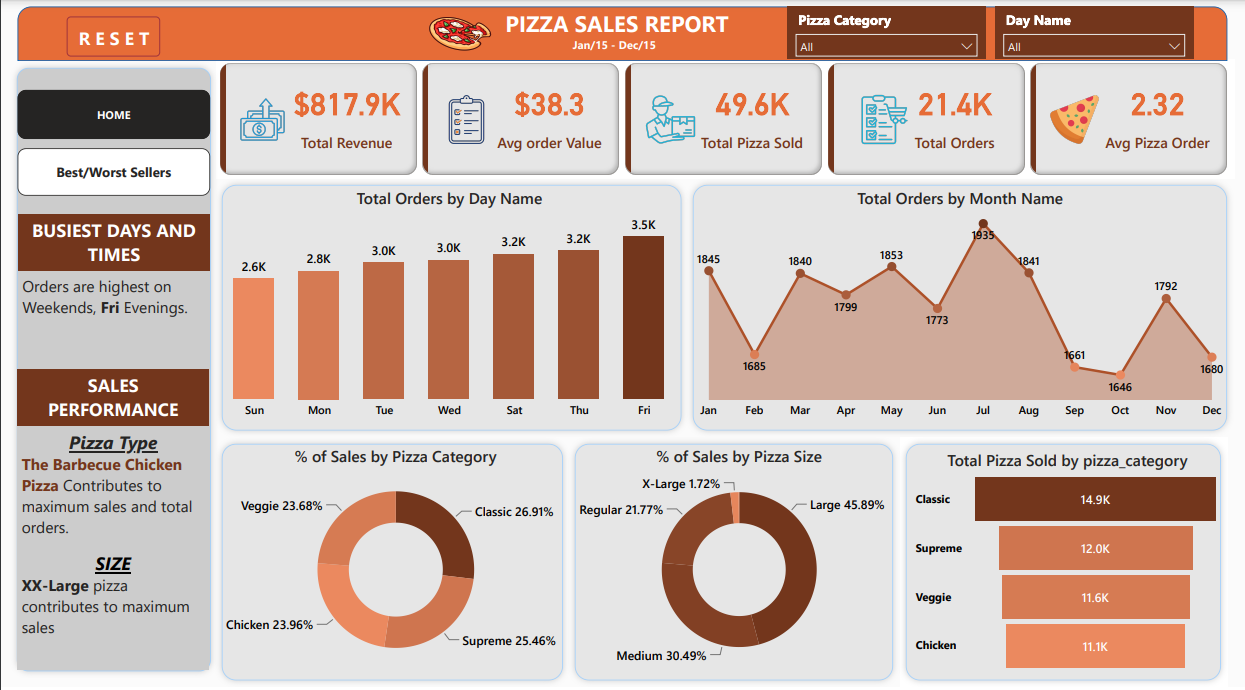 RESET
PIZZA SALES REPORT
Jan/15 - Dec/15
Pizza Category
All
Day Name
All
HOME
Best/Worst Sellers
BUSIEST DAYS AND
TIMES
Orders are highest on
Weekends, Fri Evenings.
SALES
PERFORMANCE
Pizza Type
The Barbecue Chicken
Pizza Contributes to
maximum sales and total
orders.
SIZE
XX-Large pizza
contributes to maximum
sales
$817.9K
Total Revenue
$38.3
Avg order Value
49.6K
Total Pizza Sold
21.4K
Total Orders
2.32
Avg Pizza Order
Total Orders by Day Name
2.6K
2.8K
3.0K
3.0K
3.2K
3.2K
3.5K
Sun
Mon
Tue
Wed
Sat
Thu
Fri
Total Orders by Month Name
1845
1685
1840
1799
1853
1773
1935
1841
1661
1646
1792
1680
Jan
Feb
Mar
Apr
May
Jun
Jul
Aug
Sep
Oct
Nov
Dec
% of Sales by Pizza Category
Veggie 23.68%
Classic 26.91%
Chicken 23.96%
Supreme 25.46%
% of Sales by Pizza Size
X-Large 1.72%
Regular 21.77%
Large 45.89%
Medium 30.49%
Total Pizza Sold by pizza_category
Classic
14.9K
Supreme
12.0K
Veggie
11.6K
Chicken
11.1K